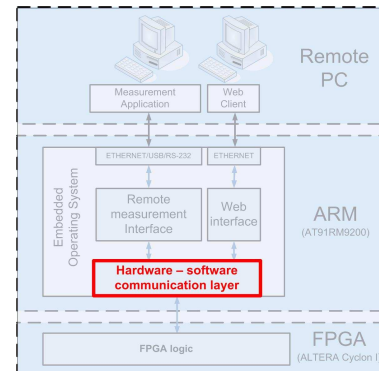 Remote
PC
Measurement
Application
Web
Client
ETHERNET/USB/RS-232
ETHERNET
Embedded
Operating System
Remote
measurement
Interface
Web
interface
ARM
(AT91RM9200)
Hardware – software
communication layer
FPGA
(ALTERA Cyclon I
FPGA logic